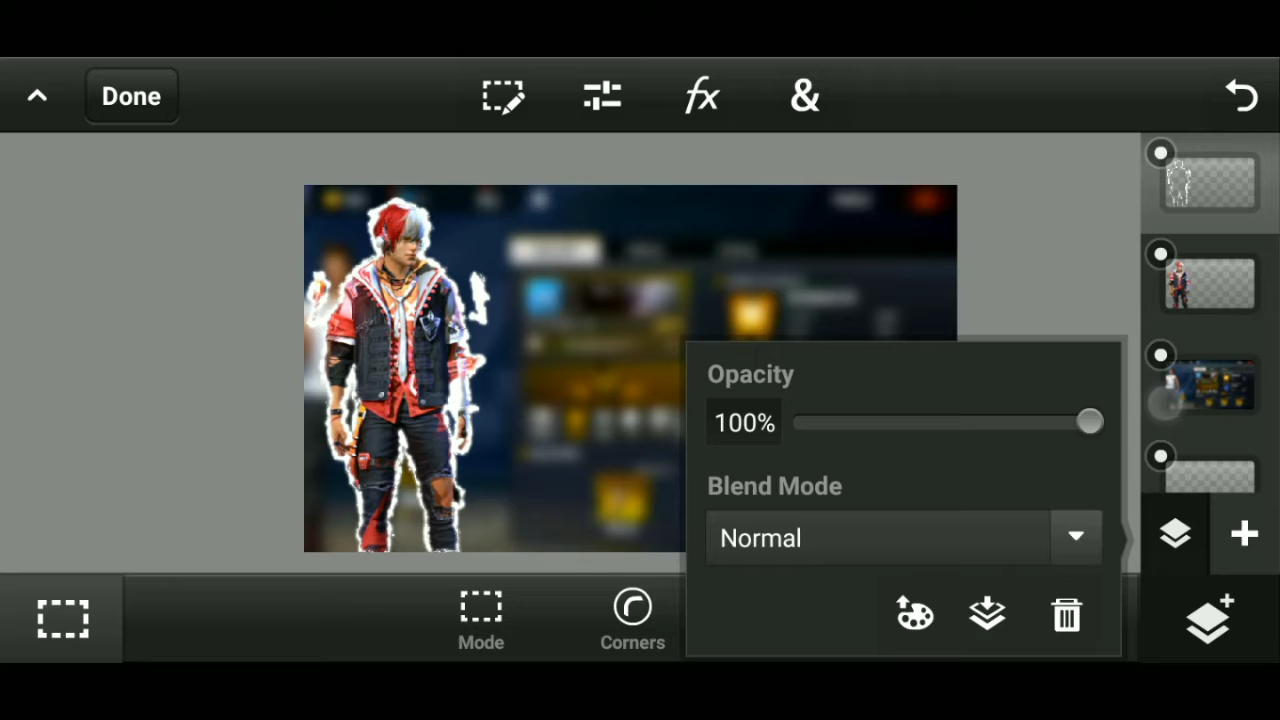 Done
fx
&
Opacity
100%
Blend Mode
Normal
Mode
Corners